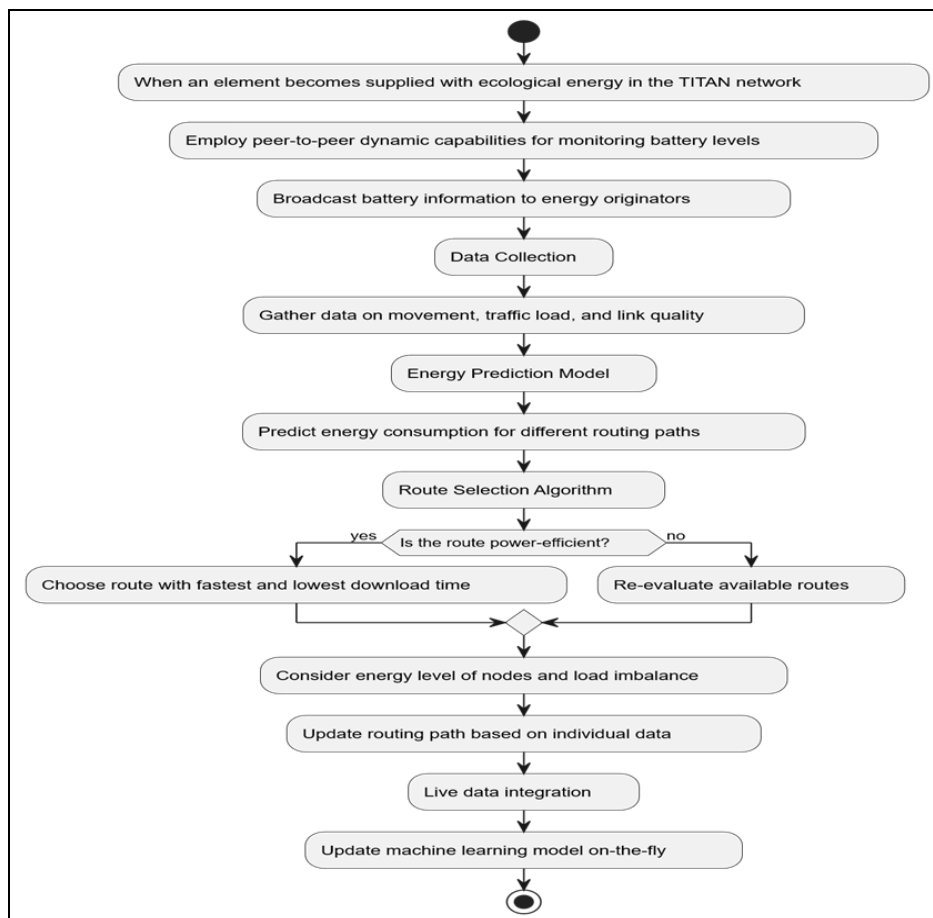 When an element becomes supplied with ecological energy in the TITAN network
Employ peer-to-peer dynamic capabilities for monitoring battery levels
Broadcast battery information to energy originators
Data Collection
Gather data on movement, traffic load, and link quality
Energy Prediction Model
Predict energy consumption for different routing paths
Route Selection Algorithm
yes
Is the route power-efficient?
no
Choose route with fastest and lowest download time
Re-evaluate available routes
Consider energy level of nodes and load imbalance
Update routing path based on individual data
Live data integration
Update machine learning model on-the-fly